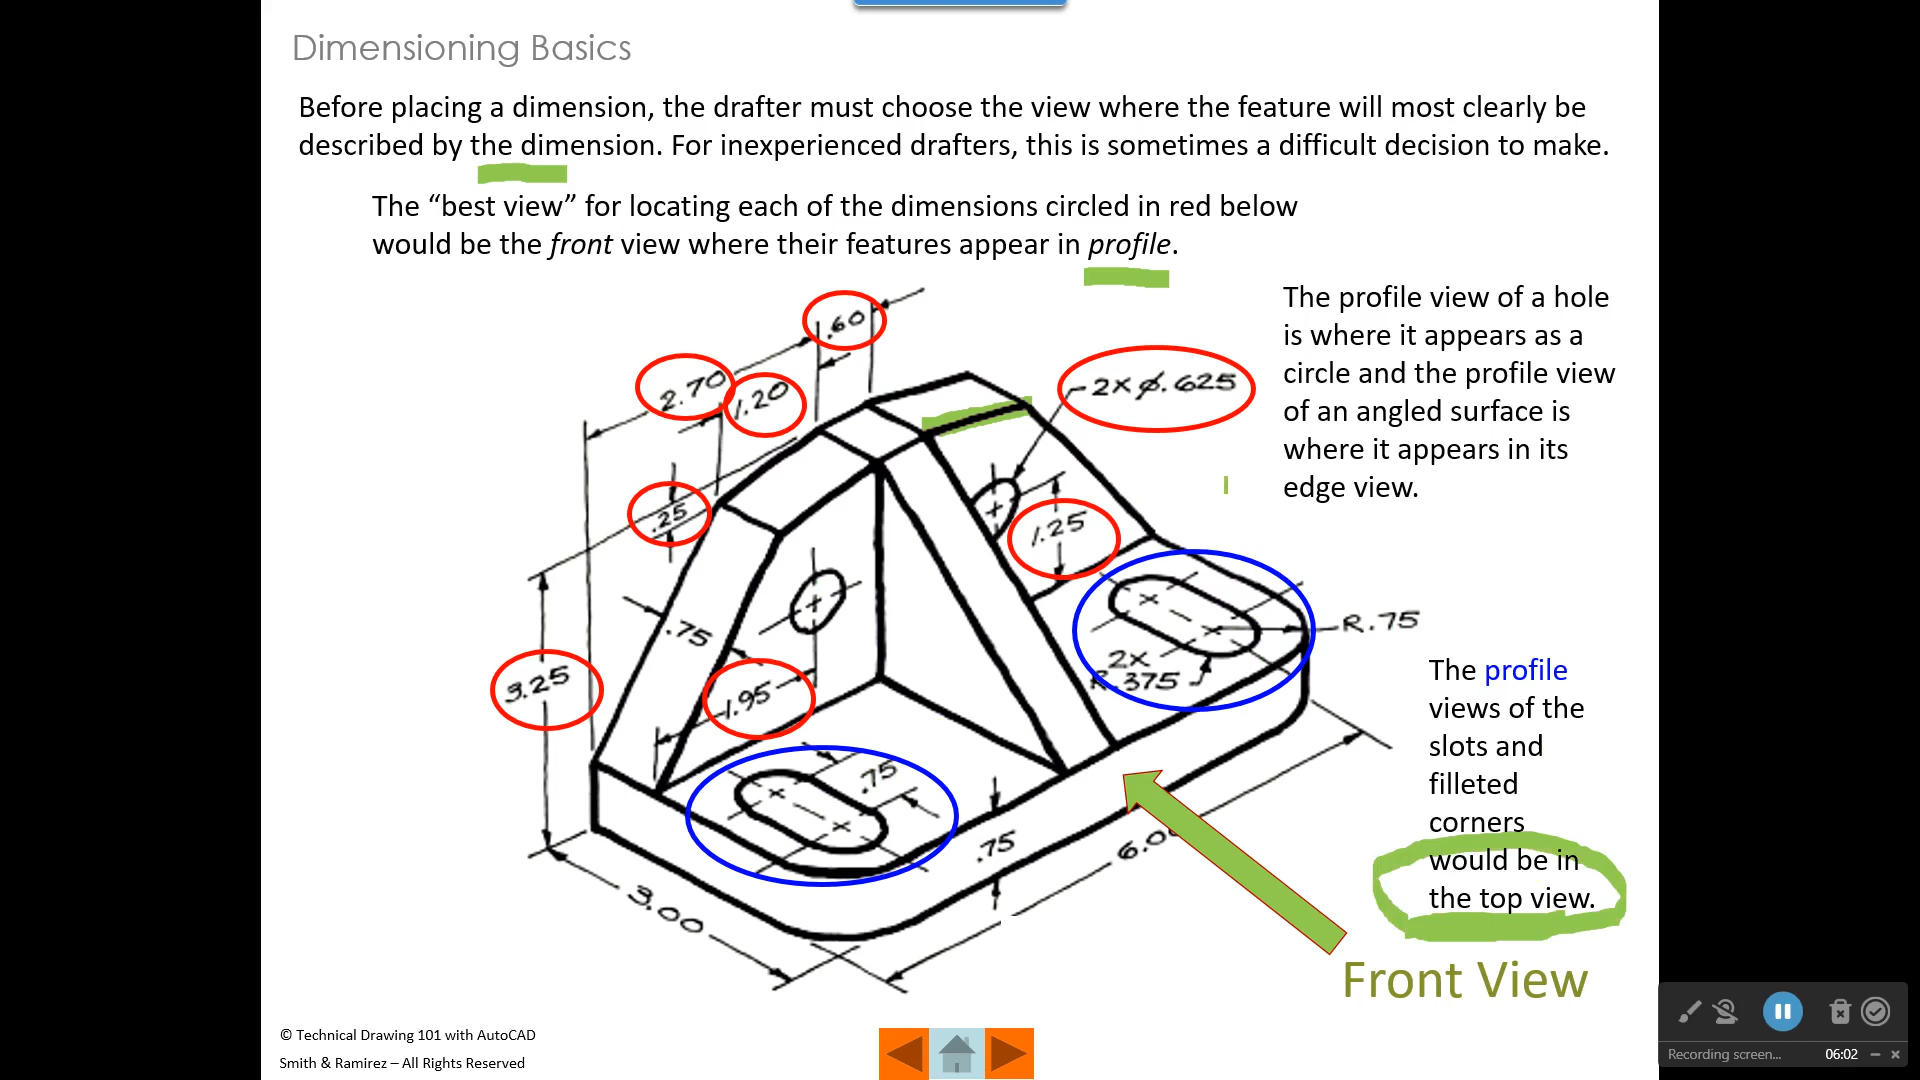 Dimensioning Basics
Before placing a dimension, the drafter must choose the view where the feature will most clearly be
described by the dimension. For inexperienced drafters, this is sometimes a difficult decision to make.
The “best view” for locating each of the dimensions circled in red below
would be the front view where their features appear in profile.
The profile view of a hole
is where it appears as a
circle and the profile view
of an angled surface is
where it appears in its
edge view.
.60
2.70
1.20
2X Ø.625
.25
1.25
.75
R.75
3.25
1.95
2X
R.375
The profile
views of the
slots and
filleted
corners
would be in
the top view.
.75
.75
6.0
3.00
Front View
© Technical Drawing 101 with AutoCAD
Smith & Ramirez – All Rights Reserved
Recording screen...
06:02